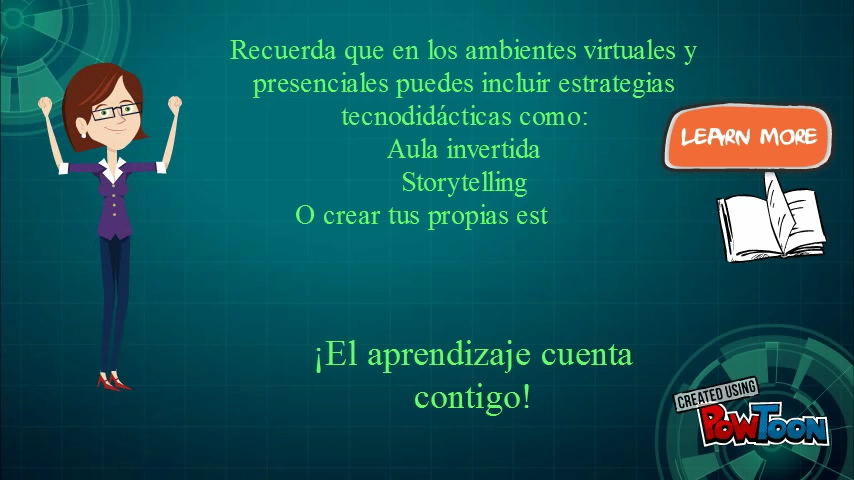 Recuerda que en los ambientes virtuales y
presenciales puedes incluir estrategias
tecnodidácticas como:
Aula invertida
Storytelling
O crear tus propias est
LEARN MORE
¡El aprendizaje cuenta
contigo!
CREATED USING
POWTOON